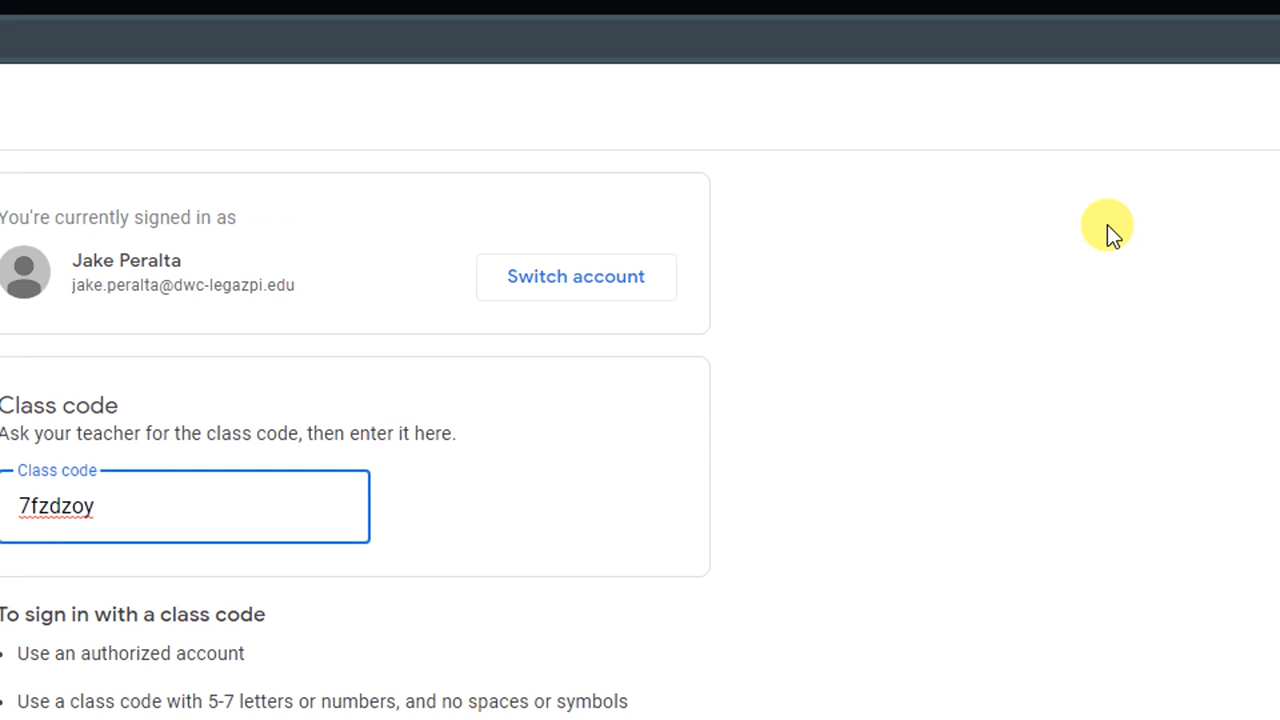 You're currently signed in as
Jake Peralta
jake.peralta@dwc-legazpi.edu
Switch account
Class code
Ask your teacher for the class code, then enter it here.
Class code
7fzdzoy
To sign in with a class code
• Use an authorized account
• Use a class code with 5-7 letters or numbers, and no spaces or symbols